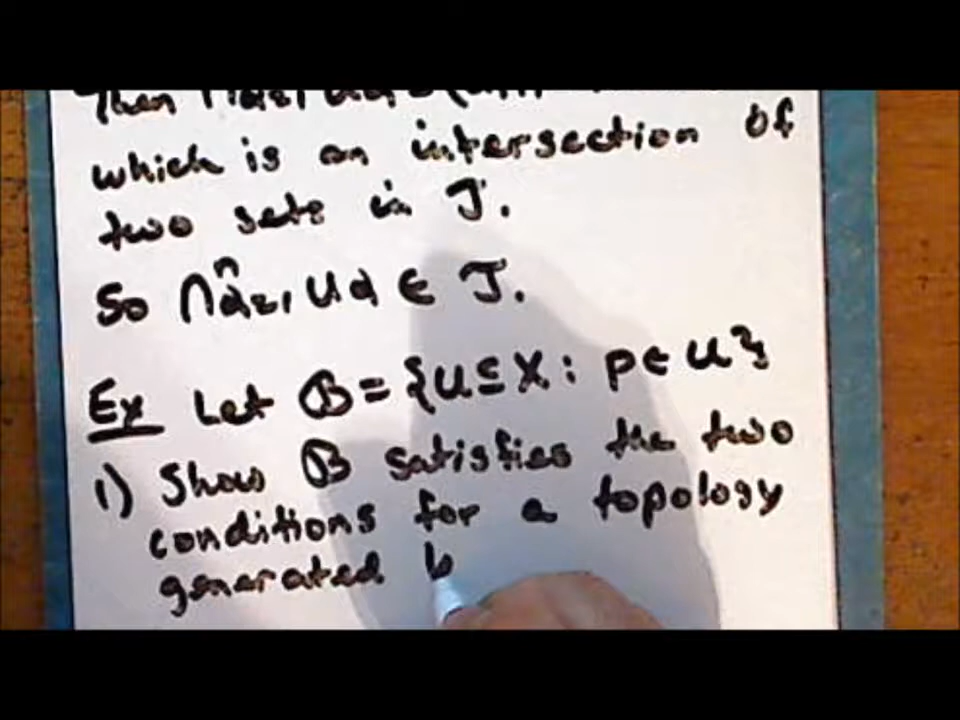 Then
which is an intersection of
two sets in J.
So ∩ⁿα=1 Uα ∈ J.
Ex Let B = {U ⊆ X : p ∈ U}
1) Show B satisfies the two
conditions for a topology
generated b